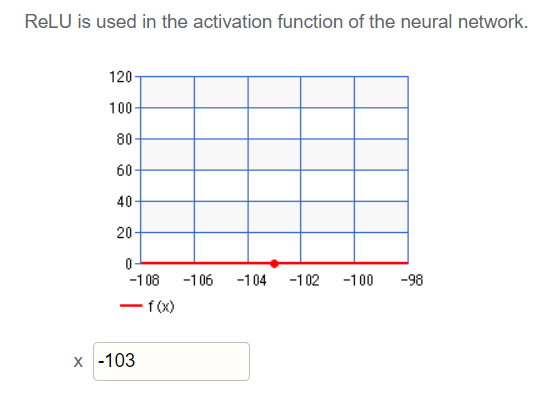 ReLU is used in the activation function of the neural network.
120
100
80
60
40
20
0
-108 -106 -104 -102 -100 -98
f (x)
x -103